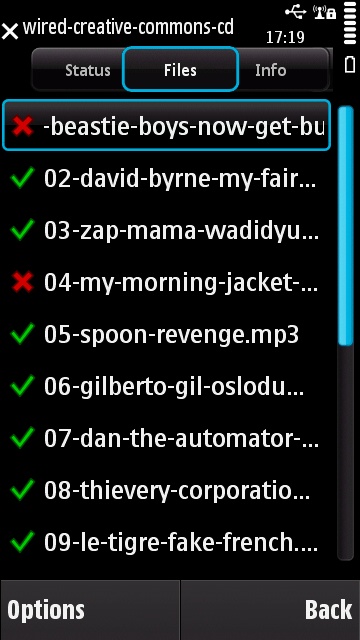 wired-creative-commons-cd
17:19
Status Files Info
-beastie-boys-now-get-bu
02-david-byrne-my-fair...
03-zap-mama-wadidyu...
04-my-morning-jacket-...
05-spoon-revenge.mp3
06-gilberto-gil-oslodu...
07-dan-the-automator-...
08-thievery-corporatio...
09-le-tigre-fake-french....
Options Back